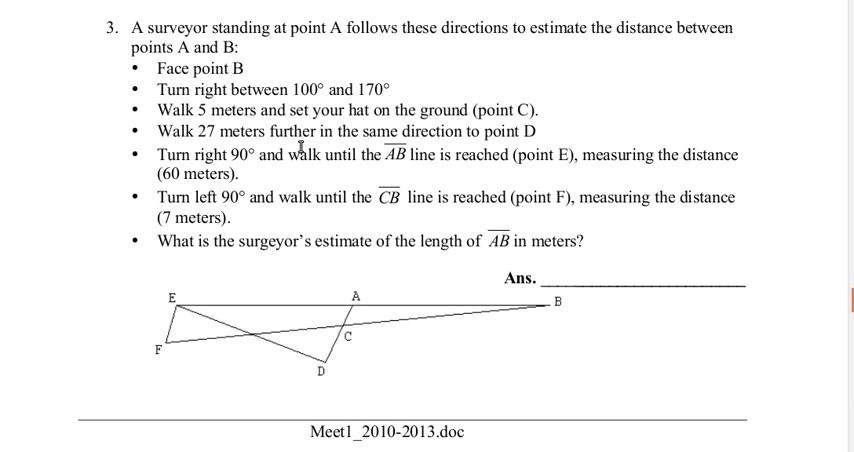 3. A surveyor standing at point A follows these directions to estimate the distance between
points A and B:
• Face point B
• Turn right between 100° and 170°
• Walk 5 meters and set your hat on the ground (point C).
• Walk 27 meters further in the same direction to point D
• Turn right 90° and walk until the AB line is reached (point E), measuring the distance
(60 meters).
• Turn left 90° and walk until the CB line is reached (point F), measuring the distance
(7 meters).
• What is the surgeyor's estimate of the length of AB in meters?
Ans.
E
A
B
C
F
D
Meet1_2010-2013.doc